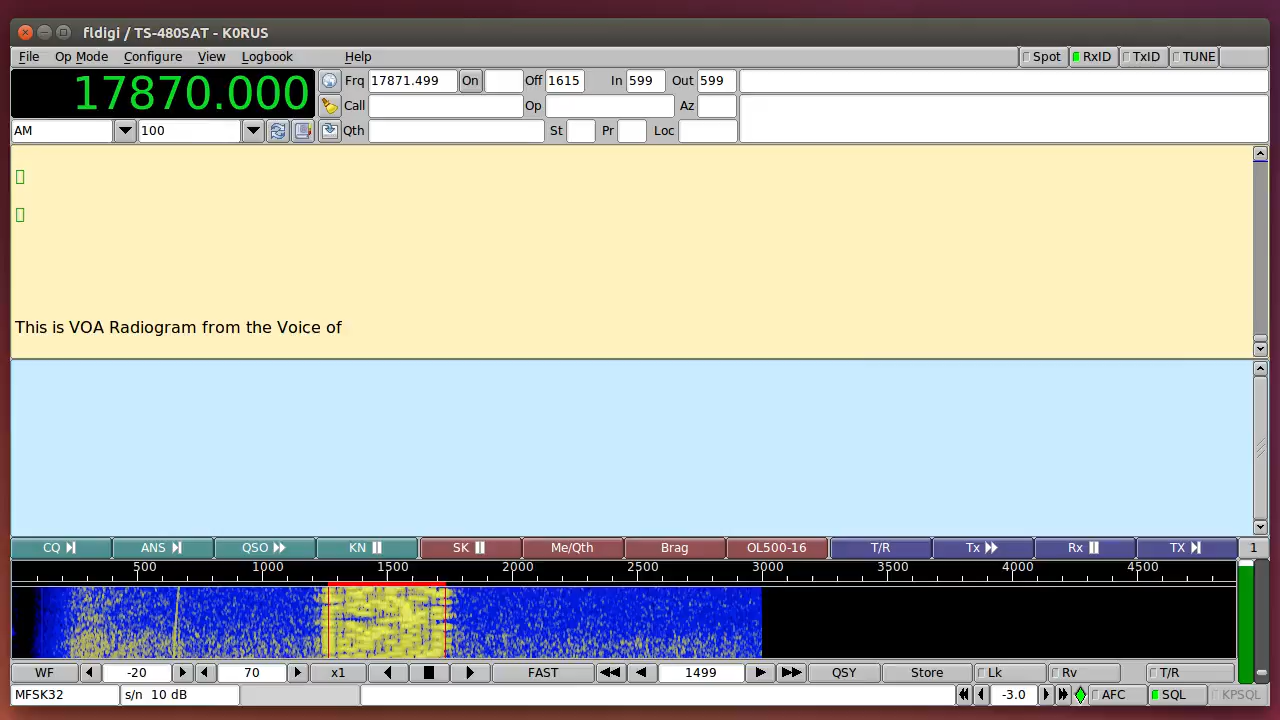 fldigi / TS-480SAT - K0RUS
File Op Mode Configure View Logbook Help Spot RxID TxID TUNE
17870.000 Frq 17871.499 On Off 1615 In 599 Out 599
Call Op Az
AM 100 Qth St Pr Loc
This is VOA Radiogram from the Voice of
CQ ANS QSO KN SK Me/Qth Brag OL500-16 T/R Tx Rx TX 1
500 1000 1500 2000 2500 3000 3500 4000 4500
WF -20 70 x1 FAST 1499 QSY Store Lk Rv T/R
MFSK32 s/n 10 dB -3.0 AFC SQL KPSQL